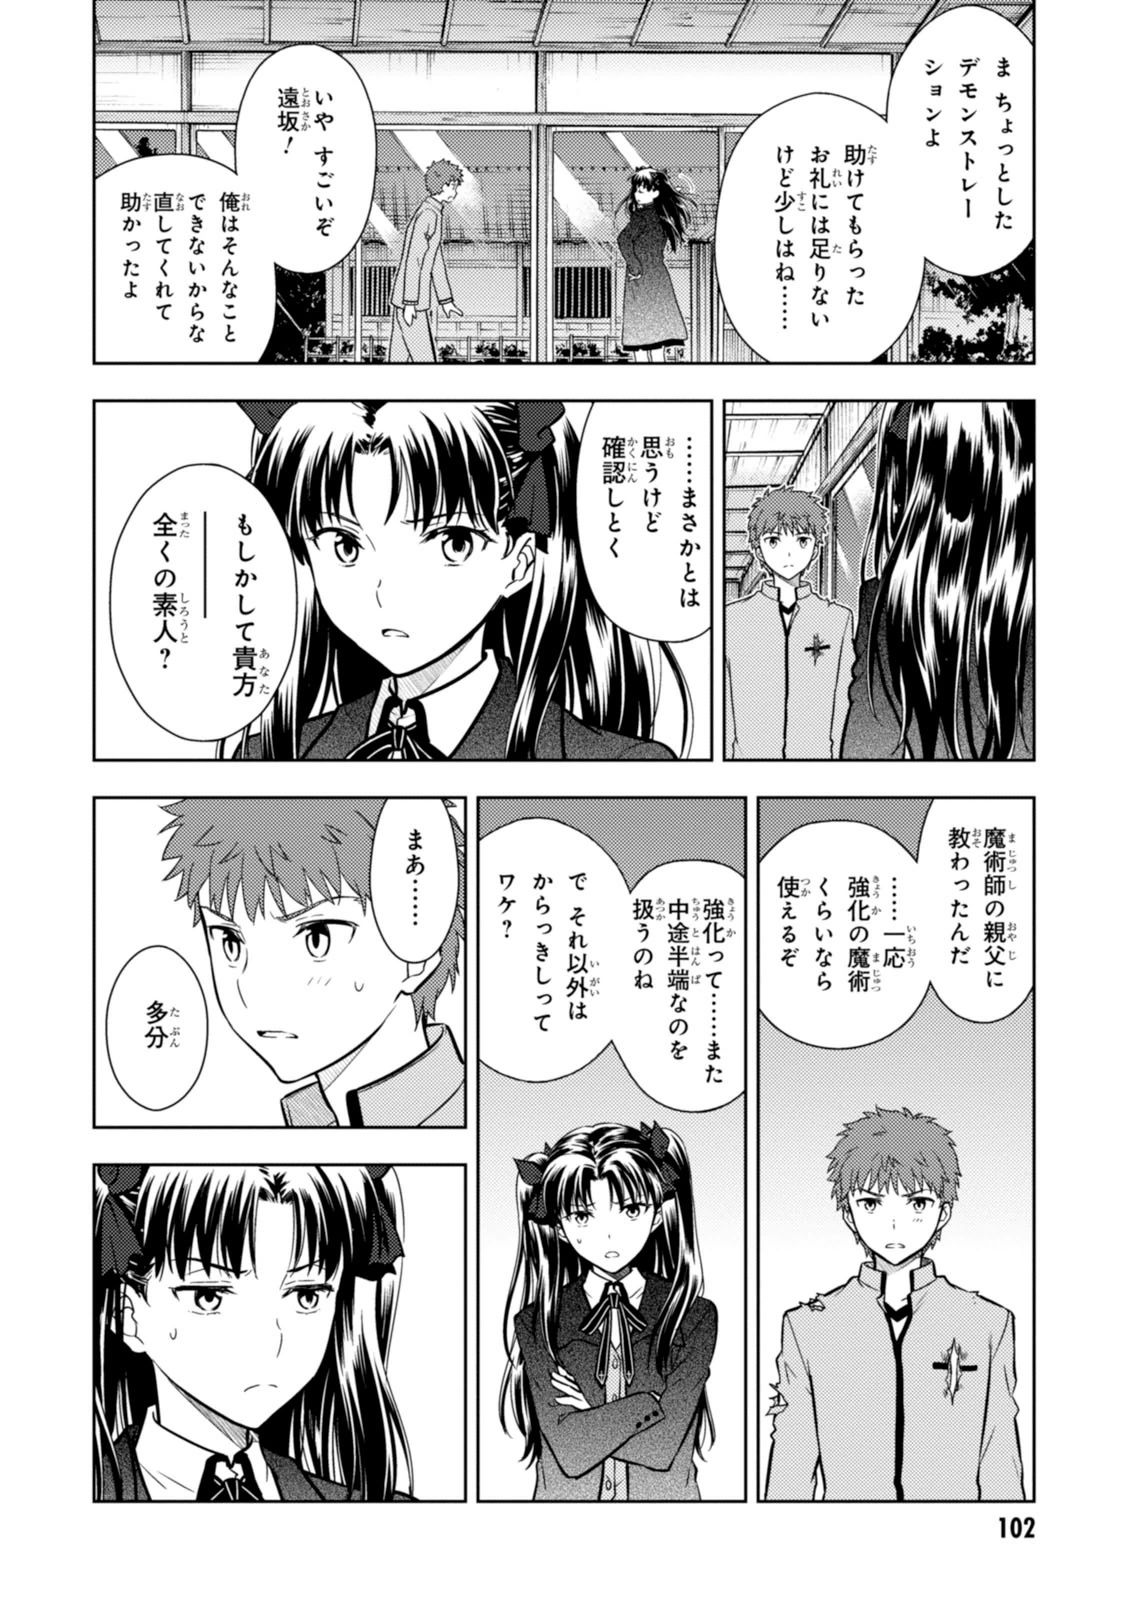 ま ちょっとした
デモンストレー
ションよ
助けてもらった
お礼には足りない
けど少しはね……
いや すごいぞ
遠坂!
俺はそんなこと
できないからな
直してくれて
助かったよ
……まさかとは
思うけど
確認しとく
もしかして貴方
――
全くの素人?
魔術師の親父に
教わったんだ
……一応
強化の魔術
くらいなら
使えるぞ
強化って……また
中途半端なのを
扱うのね
で それ以外は
からっきしって
ワケ?
まあ……
多分
102